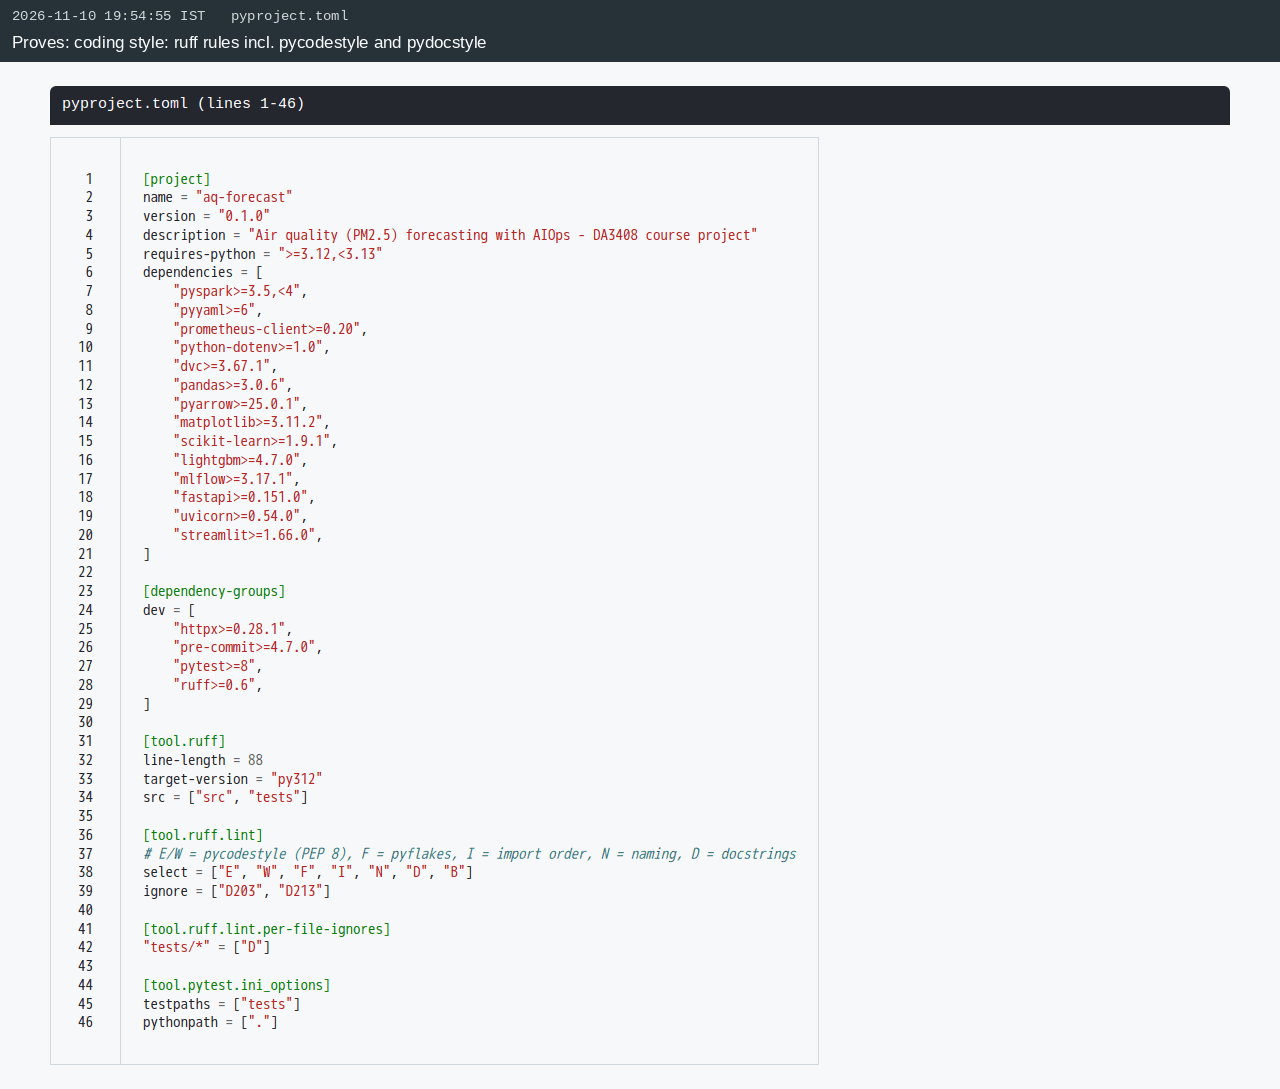 2026-11-10 19:54:55 IST   pyproject.toml
Proves: coding style: ruff rules incl. pycodestyle and pydocstyle
pyproject.toml (lines 1-46)
1 [project]
2 name = "aq-forecast"
3 version = "0.1.0"
4 description = "Air quality (PM2.5) forecasting with AIOps - DA3408 course project"
5 requires-python = ">=3.12,<3.13"
6 dependencies = [
7     "pyspark>=3.5,<4",
8     "pyyaml>=6",
9     "prometheus-client>=0.20",
10     "python-dotenv>=1.0",
11     "dvc>=3.67.1",
12     "pandas>=3.0.6",
13     "pyarrow>=25.0.1",
14     "matplotlib>=3.11.2",
15     "scikit-learn>=1.9.1",
16     "lightgbm>=4.7.0",
17     "mlflow>=3.17.1",
18     "fastapi>=0.151.0",
19     "uvicorn>=0.54.0",
20     "streamlit>=1.66.0",
21 ]
22
23 [dependency-groups]
24 dev = [
25     "httpx>=0.28.1",
26     "pre-commit>=4.7.0",
27     "pytest>=8",
28     "ruff>=0.6",
29 ]
30
31 [tool.ruff]
32 line-length = 88
33 target-version = "py312"
34 src = ["src", "tests"]
35
36 [tool.ruff.lint]
37 # E/W = pycodestyle (PEP 8), F = pyflakes, I = import order, N = naming, D = docstrings
38 select = ["E", "W", "F", "I", "N", "D", "B"]
39 ignore = ["D203", "D213"]
40
41 [tool.ruff.lint.per-file-ignores]
42 "tests/*" = ["D"]
43
44 [tool.pytest.ini_options]
45 testpaths = ["tests"]
46 pythonpath = ["."]